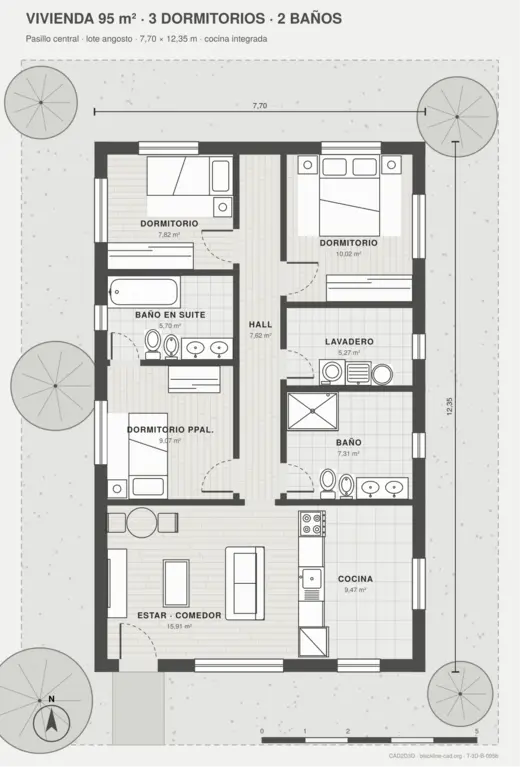 VIVIENDA 95 m² · 3 DORMITORIOS · 2 BAÑOS
Pasillo central · lote angosto · 7,70 × 12,35 m · cocina integrada
7,70
DORMITORIO
7,82 m²
DORMITORIO
10,02 m²
BAÑO EN SUITE
5,70 m²
HALL
7,62 m²
LAVADERO
5,27 m²
12,35
DORMITORIO PPAL.
9,07 m²
BAÑO
7,31 m²
COCINA
9,47 m²
ESTAR · COMEDOR
15,91 m²
N
0 1 2 5